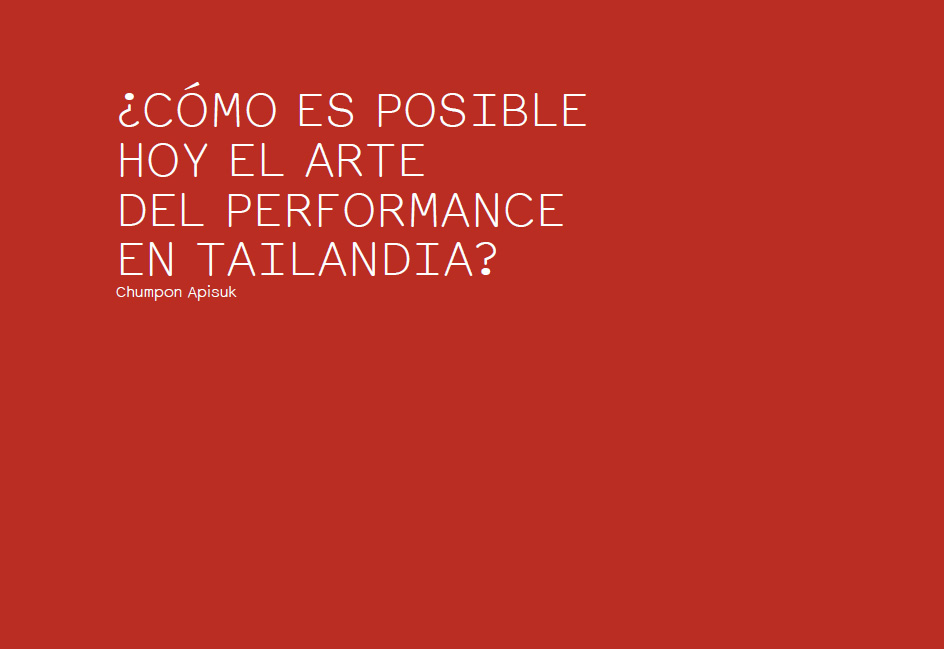 ¿CÓMO ES POSIBLE
HOY EL ARTE
DEL PERFORMANCE
EN TAILANDIA?
Chumpon Apisuk